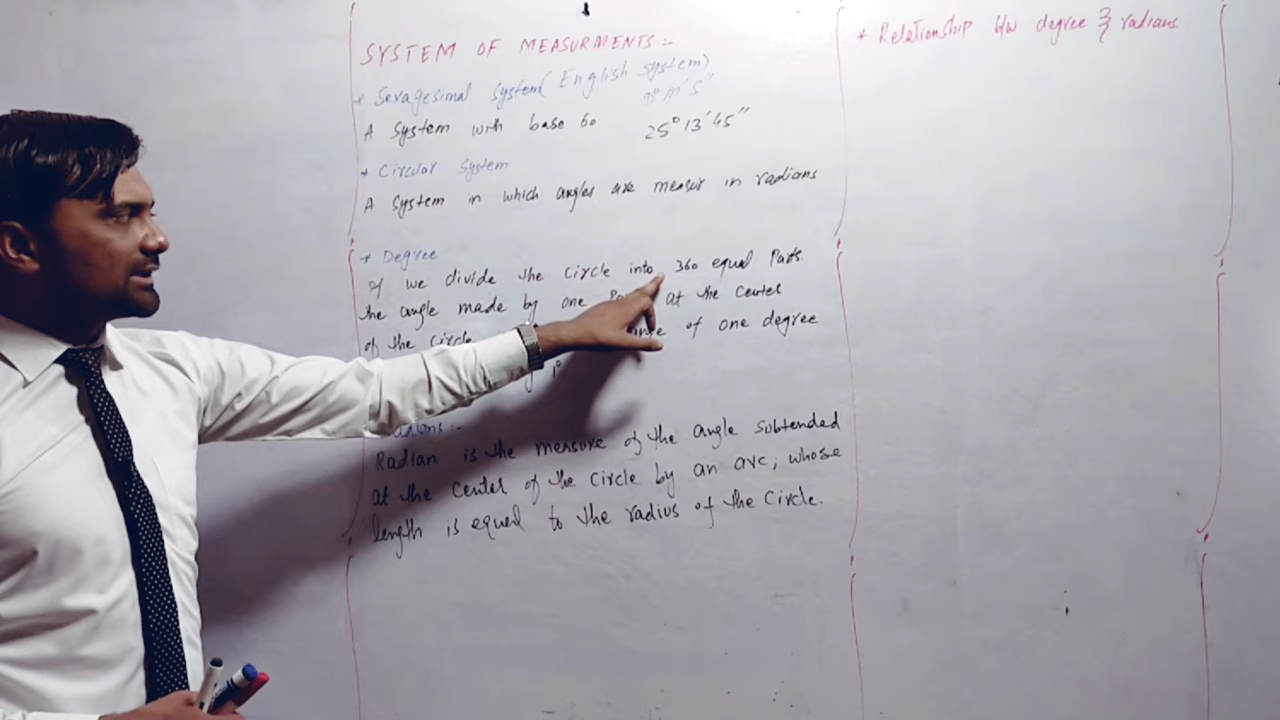 SYSTEM OF MEASURMENTS :-
* Sexagesimal System (English system)
D° M' S"
A System with base 60 25° 13' 45"
* Circular System
A System in which angles are measur in radians
* Degree
If we divide the Circle into 360 equal Parts
the angle made by one at the Center
of the Circle of one degree
1°
Radian is the measure of the angle subtended
at the Center of the Circle by an arc, whose
length is equal to the radius of the Circle.
* Relationship b/w degree & radians